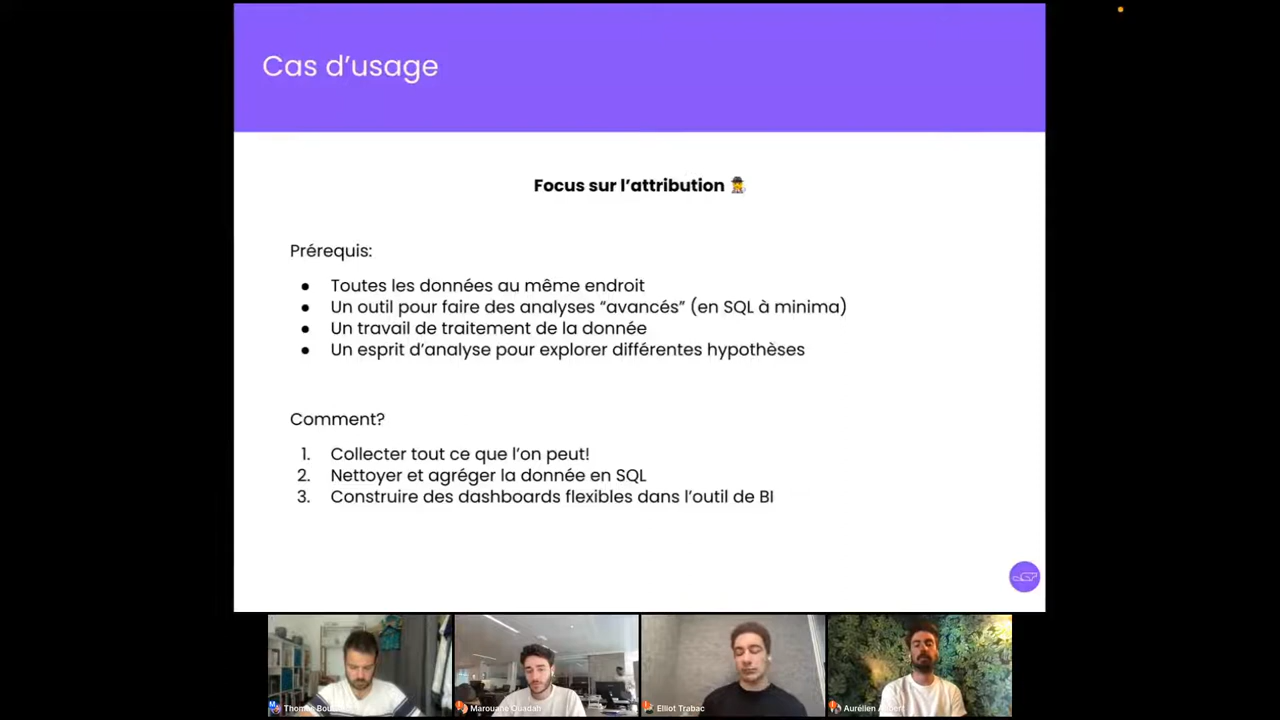 Cas d'usage
Focus sur l'attribution
Prérequis:
● Toutes les données au même endroit
● Un outil pour faire des analyses “avancés” (en SQL à minima)
● Un travail de traitement de la donnée
● Un esprit d'analyse pour explorer différentes hypothèses
Comment?
1. Collecter tout ce que l'on peut!
2. Nettoyer et agréger la donnée en SQL
3. Construire des dashboards flexibles dans l'outil de BI
Marouane Ouadah
Elliot Trabac